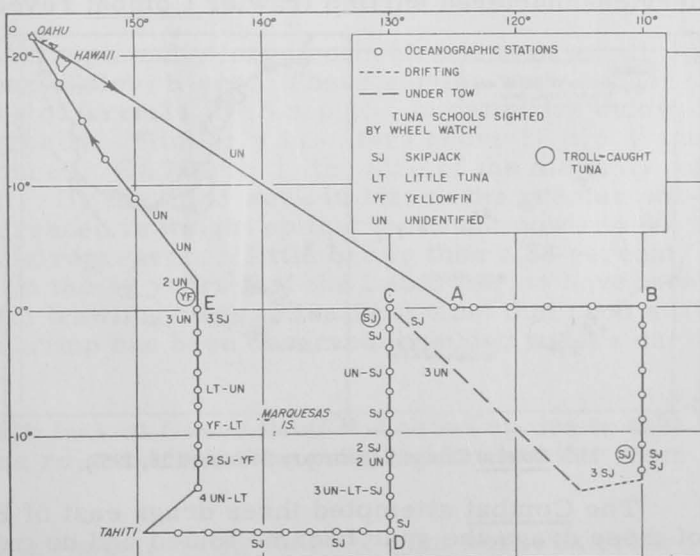 150° 140° 130° 120° 110°
OAHU
HAWAII
20°
UN
10°
UN
UN
2 UN
YF
E
0°
3 UN 3 SJ
LT-UN
YF-LT
10°
2 SJ-YF
4 UN-LT
TAHITI
MARQUESAS
IS.
SJ SJ
C
SJ
SJ
SJ
UN-SJ
SJ
2 SJ
2 UN
3 UN-LT-SJ
SJ
D
3 UN
A
B
SJ
SJ
SJ
3 SJ
OCEANOGRAPHIC STATIONS
DRIFTING
UNDER TOW
TUNA SCHOOLS SIGHTED
BY WHEEL WATCH
SJ SKIPJACK
LT LITTLE TUNA
YF YELLOWFIN
UN UNIDENTIFIED
TROLL-CAUGHT
TUNA